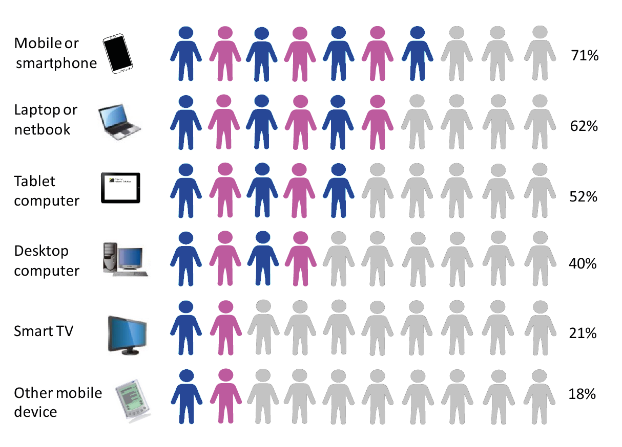 Mobile or
smartphone
71%
Laptop or
netbook
62%
Tablet
computer
52%
Desktop
computer
40%
Smart TV
21%
Other mobile
device
18%